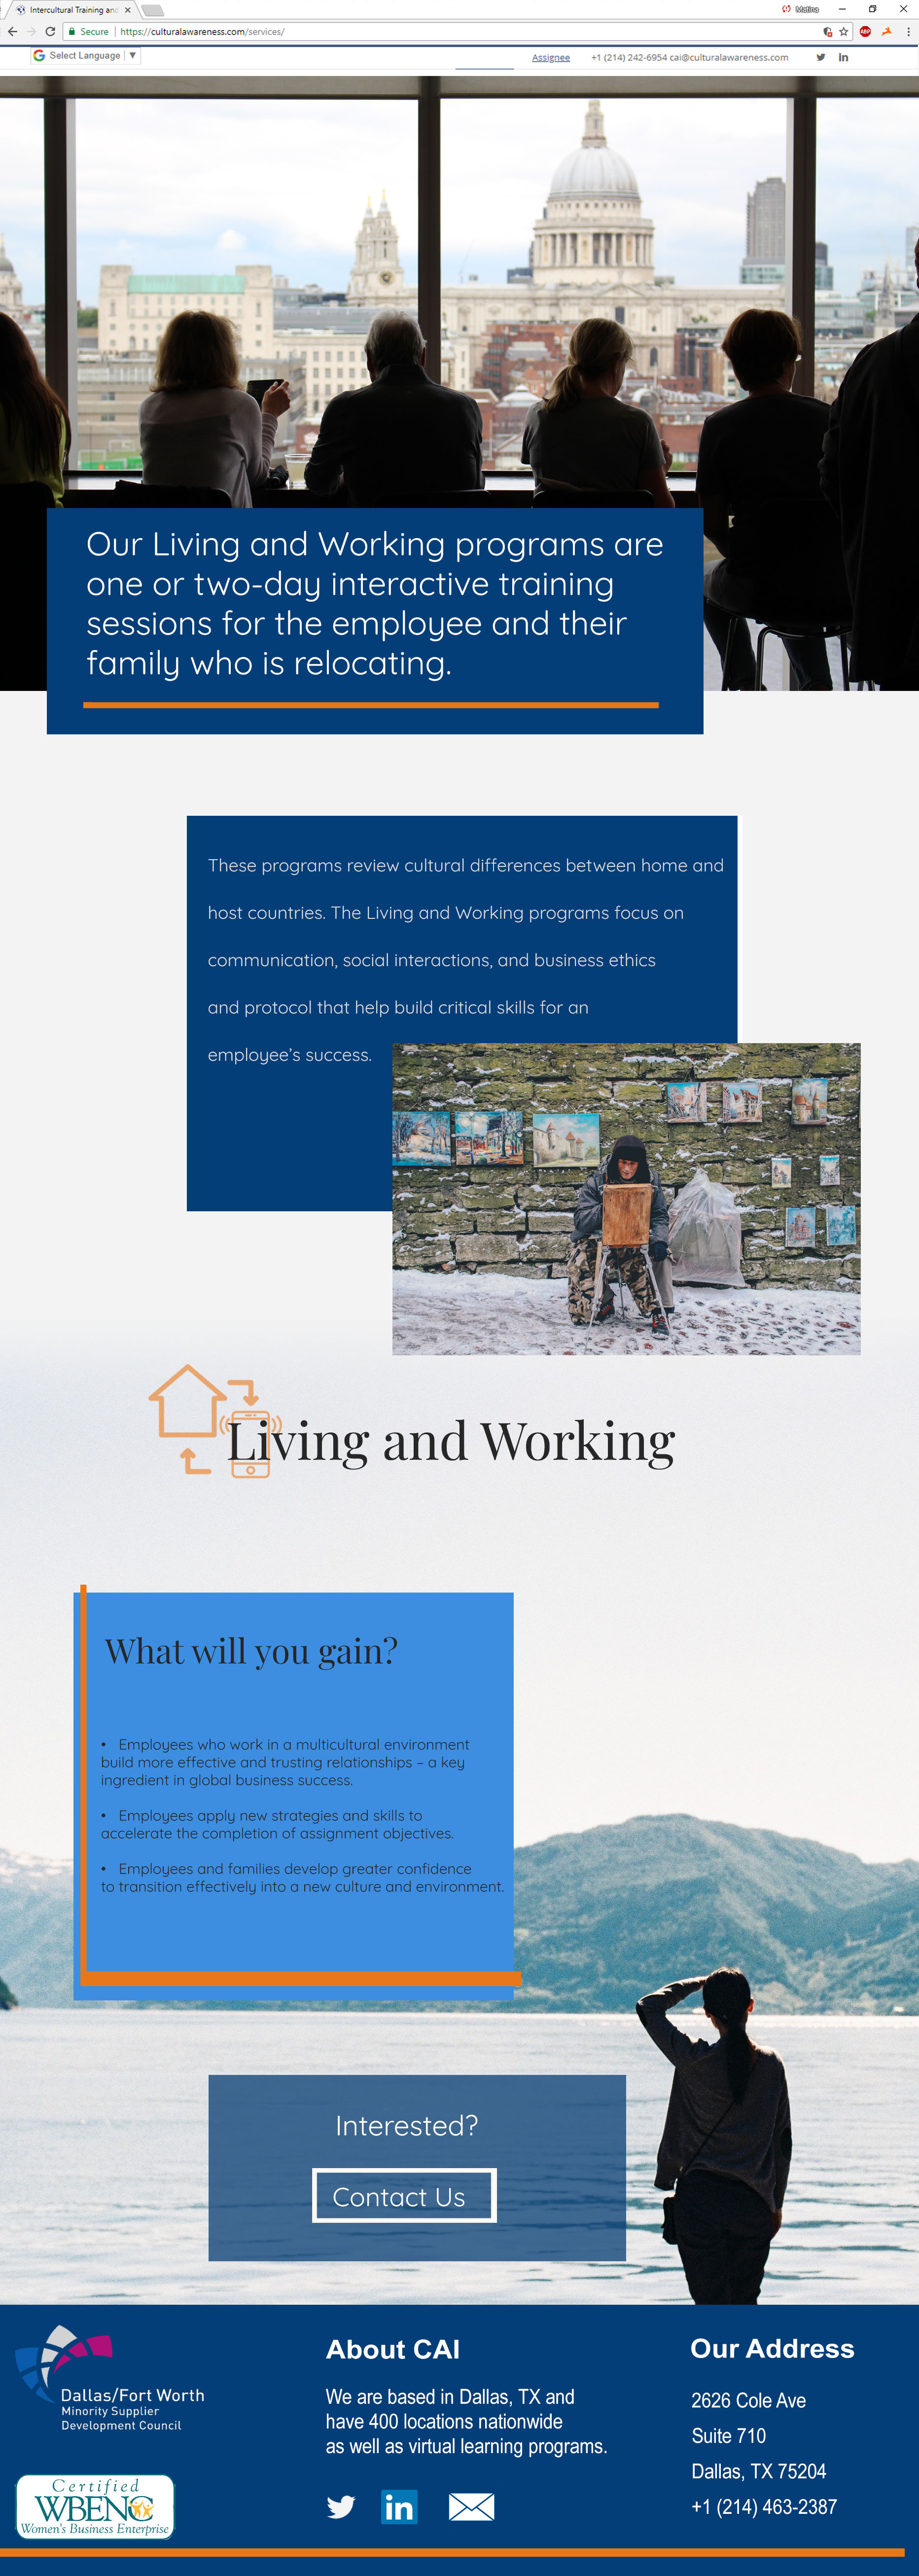 Intercultural Training and
Matina
Secure | https://culturalawareness.com/services/
ABP
G Select Language ▼
Assignee +1 (214) 242-6954 cai@culturalawareness.com
Our Living and Working programs are
one or two-day interactive training
sessions for the employee and their
family who is relocating.
These programs review cultural differences between home and
host countries. The Living and Working programs focus on
communication, social interactions, and business ethics
and protocol that help build critical skills for an
employee's success.
Living and Working
What will you gain?
• Employees who work in a multicultural environment
build more effective and trusting relationships – a key
ingredient in global business success.
• Employees apply new strategies and skills to
accelerate the completion of assignment objectives.
• Employees and families develop greater confidence
to transition effectively into a new culture and environment.
Interested?
Contact Us
Dallas/Fort Worth
Minority Supplier
Development Council
Certified
WBENC
Women's Business Enterprise
About CAI
We are based in Dallas, TX and
have 400 locations nationwide
as well as virtual learning programs.
in
Our Address
2626 Cole Ave
Suite 710
Dallas, TX 75204
+1 (214) 463-2387